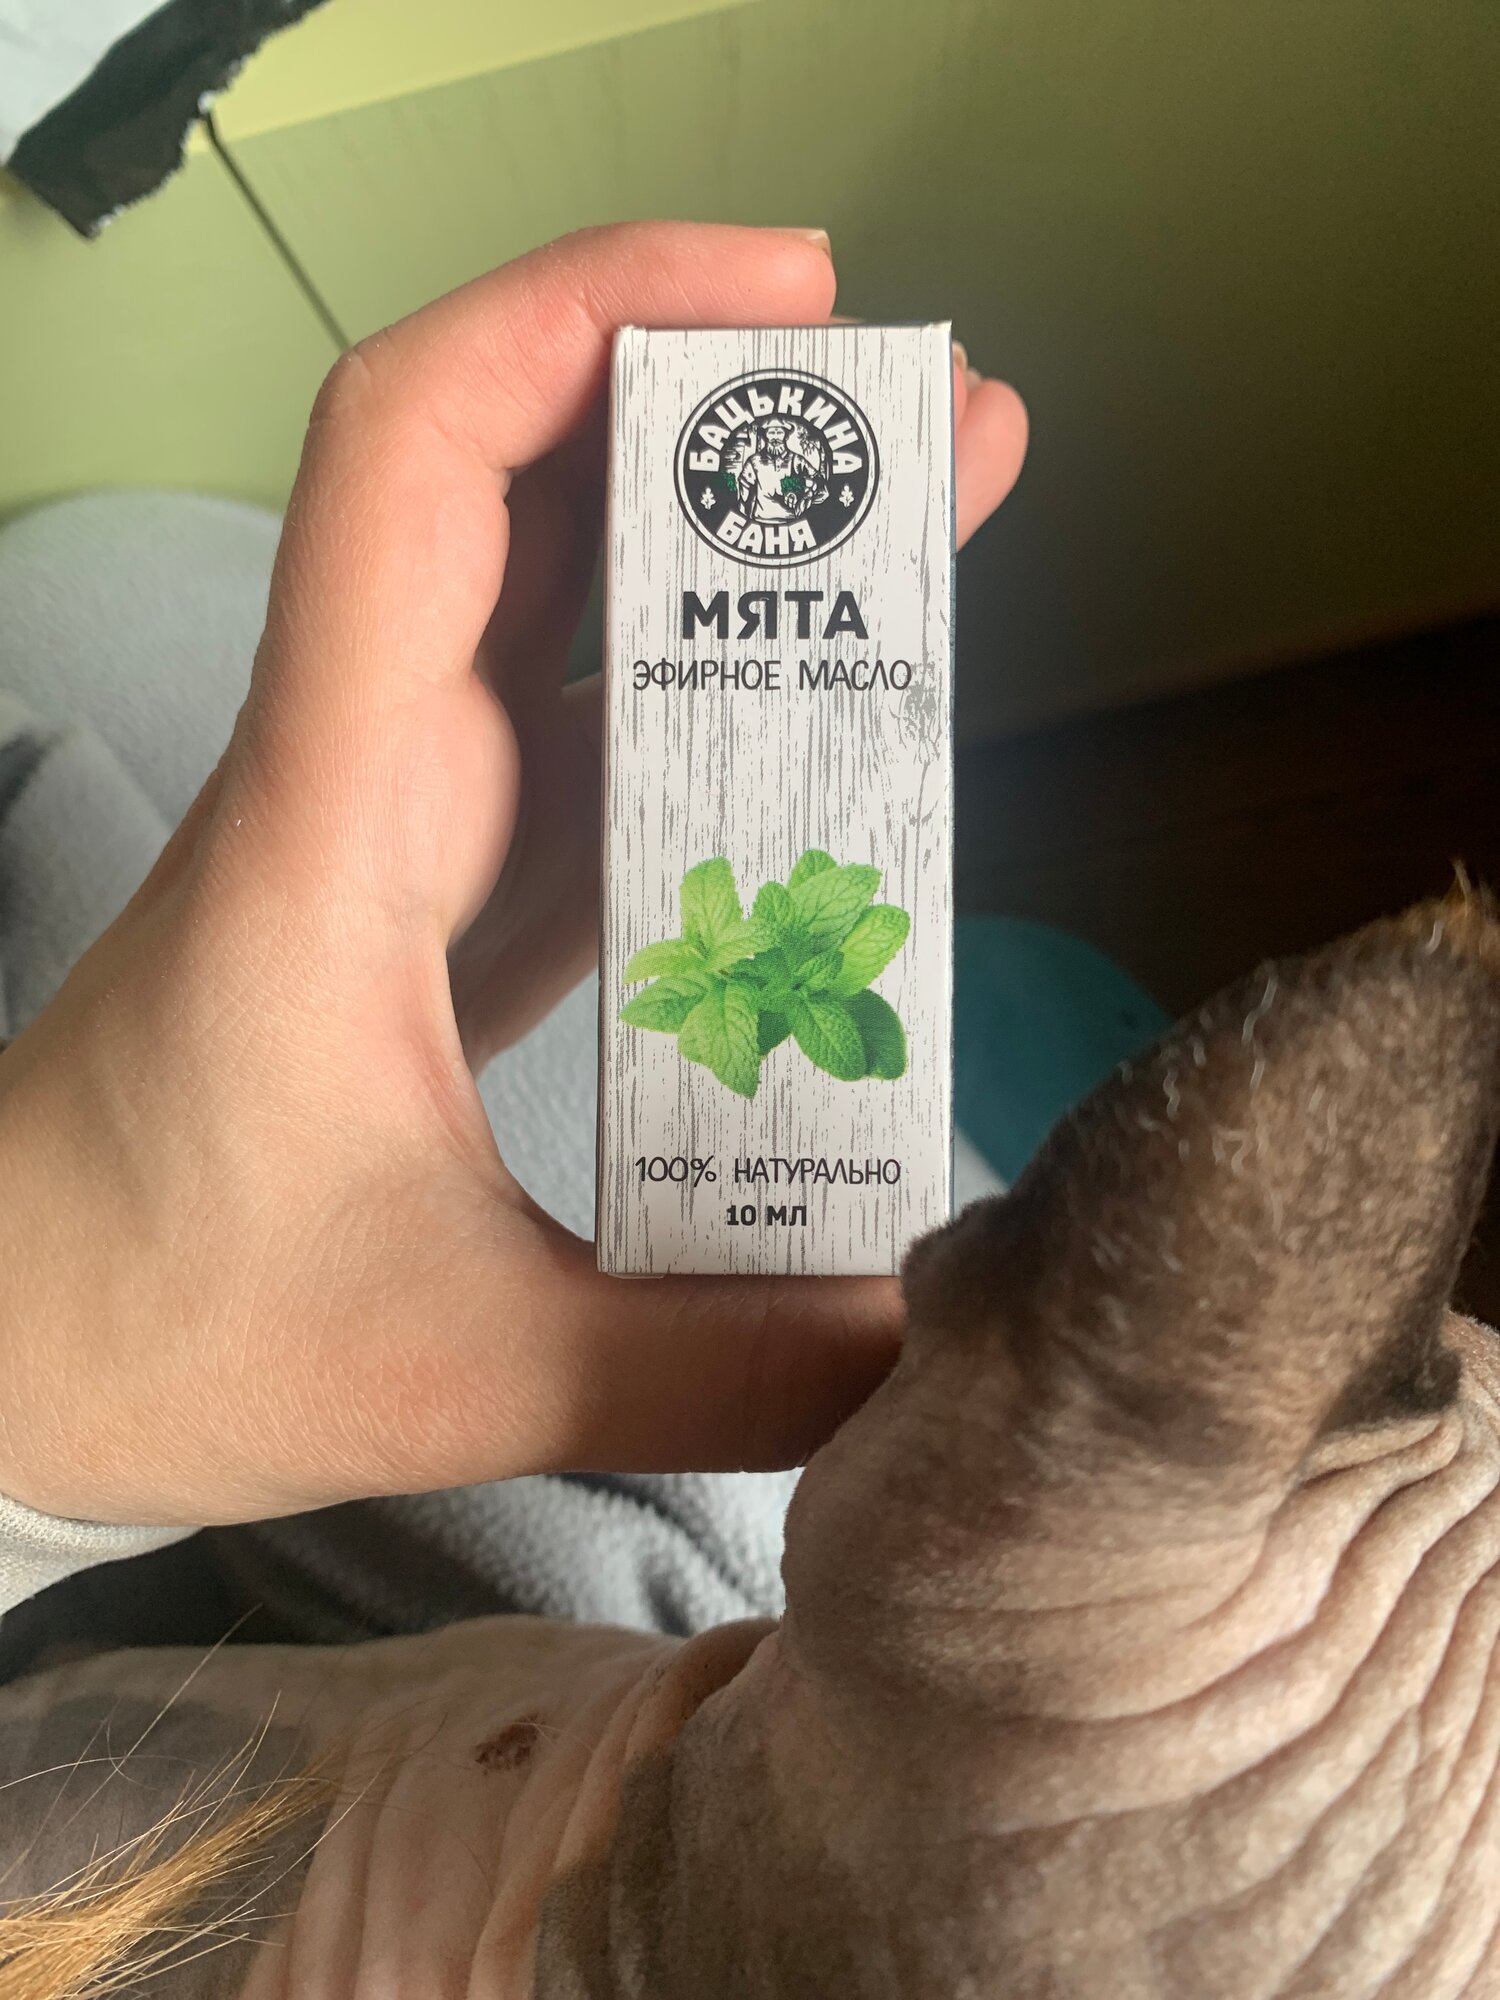 БАЦЬКИНА
БАНЯ
МЯТА
ЭФИРНОЕ МАСЛО
100% НАТУРАЛЬНО
10 МЛ